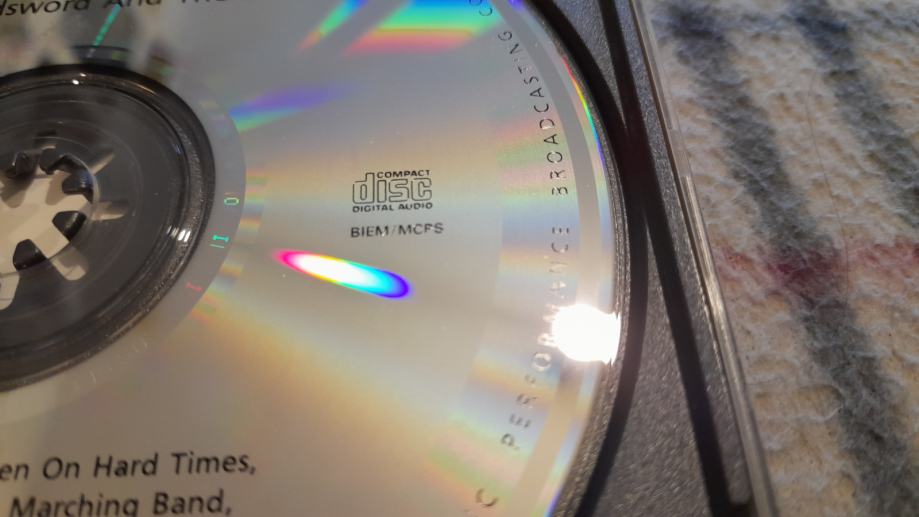 dsword And The
COMPACT
disc
DIGITAL AUDIO
BIEM/MCPS
PERFORMANCE BROADCASTING
en On Hard Times,
Marching Band,